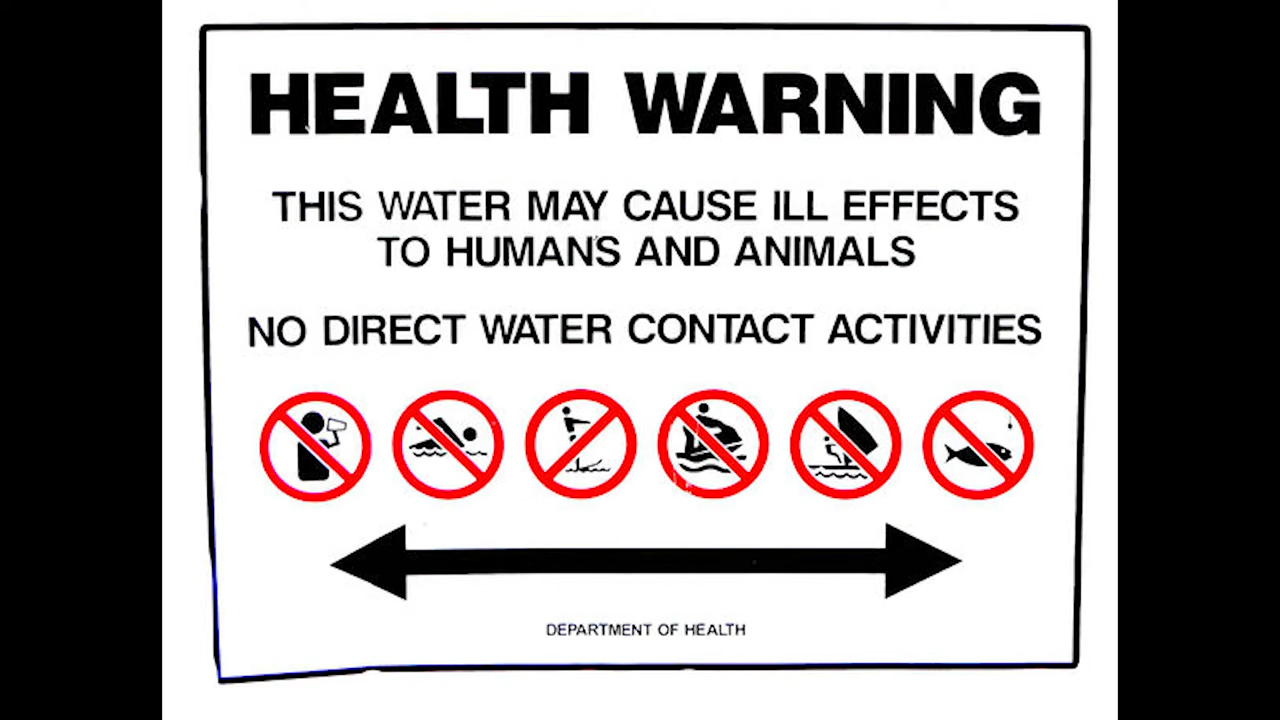 HEALTH WARNING
THIS WATER MAY CAUSE ILL EFFECTS
TO HUMANS AND ANIMALS
NO DIRECT WATER CONTACT ACTIVITIES
DEPARTMENT OF HEALTH